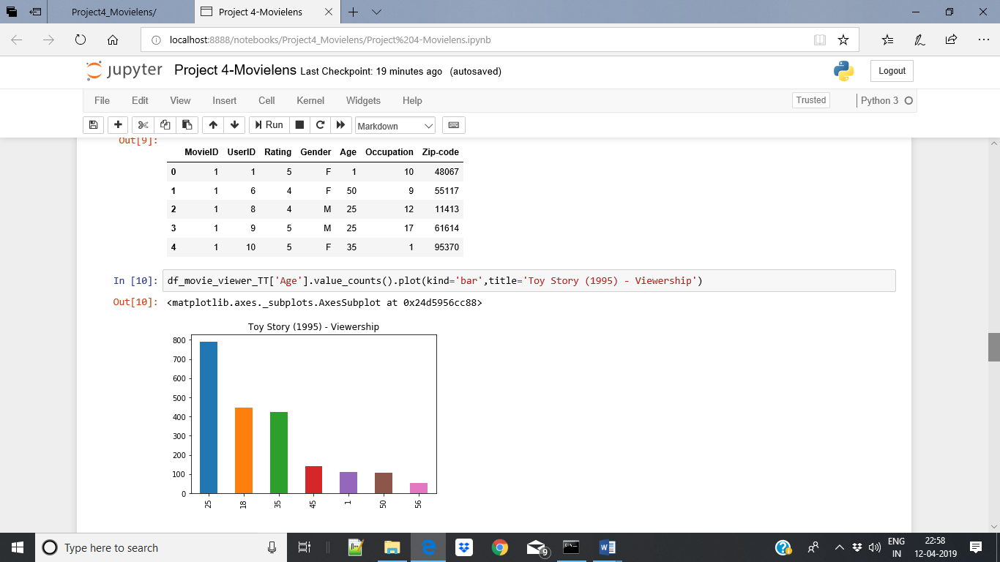 Project4_Movielens/ Project 4-Movielens
localhost:8888/notebooks/Project4_Movielens/Project%204-Movielens.ipynb
jupyter Project 4-Movielens Last Checkpoint: 19 minutes ago (autosaved) Logout
File Edit View Insert Cell Kernel Widgets Help Trusted Python 3
Run Markdown
Out[9]:
MovieID UserID Rating Gender Age Occupation Zip-code
0 1 1 5 F 1 10 48067
1 1 6 4 F 50 9 55117
2 1 8 4 M 25 12 11413
3 1 9 5 M 25 17 61614
4 1 10 5 F 35 1 95370
In [10]: df_movie_viewer_TT['Age'].value_counts().plot(kind='bar',title='Toy Story (1995) - Viewership')
Out[10]: <matplotlib.axes._subplots.AxesSubplot at 0x24d5956cc88>
Toy Story (1995) - Viewership
800
700
600
500
400
300
200
100
0
25 18 35 45 1 50 56
Type here to search
9
ENG
IN
22:58
12-04-2019